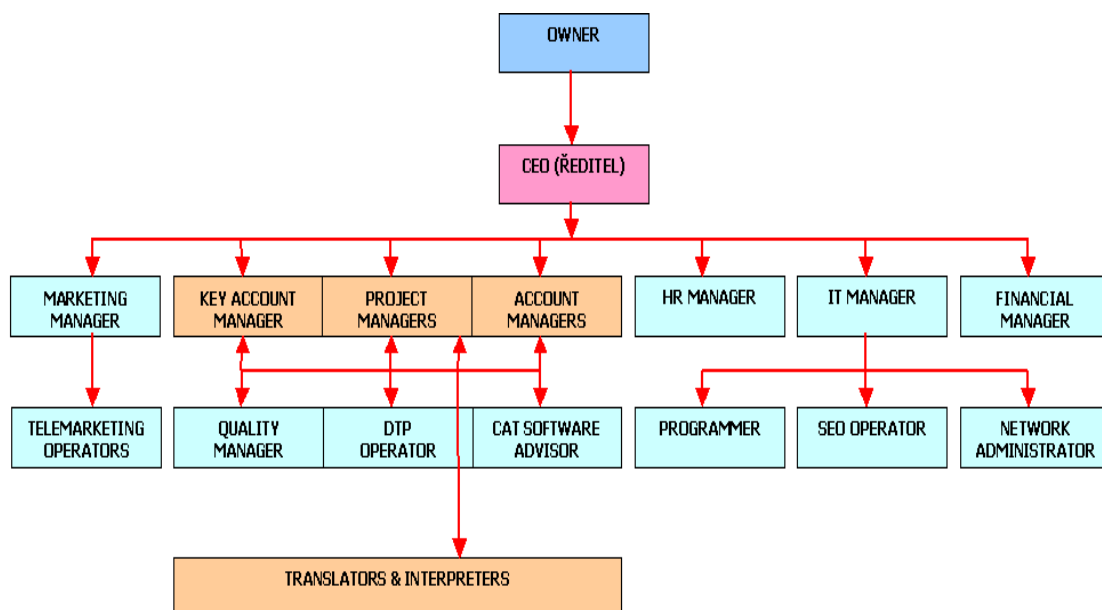 OWNER
CEO (ŘEDITEL)
MARKETING
MANAGER
KEY ACCOUNT
MANAGER
PROJECT
MANAGERS
ACCOUNT
MANAGERS
HR MANAGER
IT MANAGER
FINANCIAL
MANAGER
TELEMARKETING
OPERATORS
QUALITY
MANAGER
DTP
OPERATOR
CAT SOFTWARE
ADVISOR
PROGRAMMER
SEO OPERATOR
NETWORK
ADMINISTRATOR
TRANSLATORS & INTERPRETERS